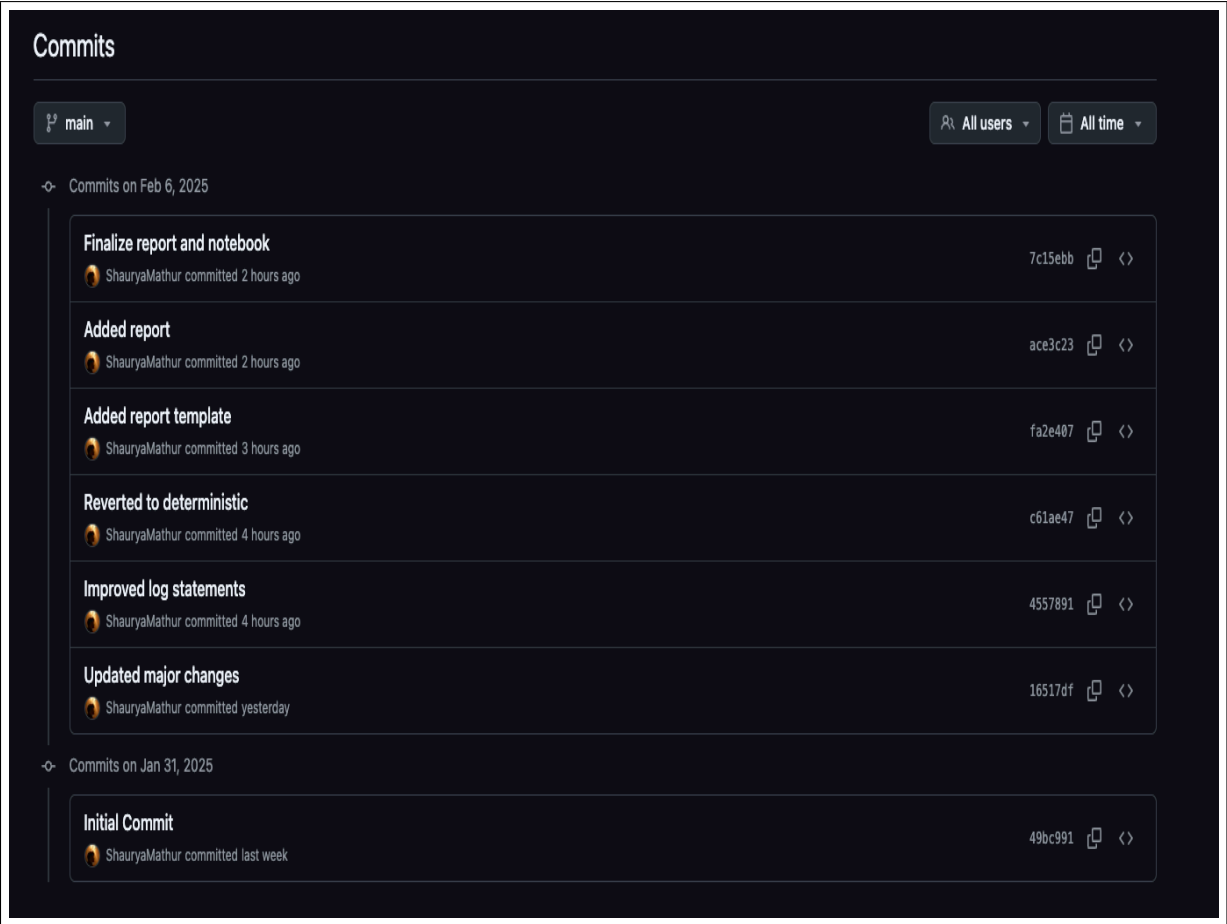 Commits
main
All users
All time
Commits on Feb 6, 2025
Finalize report and notebook
ShauryaMathur committed 2 hours ago
7c15ebb
Added report
ShauryaMathur committed 2 hours ago
ace3c23
Added report template
ShauryaMathur committed 3 hours ago
fa2e407
Reverted to deterministic
ShauryaMathur committed 4 hours ago
c61ae47
Improved log statements
ShauryaMathur committed 4 hours ago
4557891
Updated major changes
ShauryaMathur committed yesterday
16517df
Commits on Jan 31, 2025
Initial Commit
ShauryaMathur committed last week
49bc991